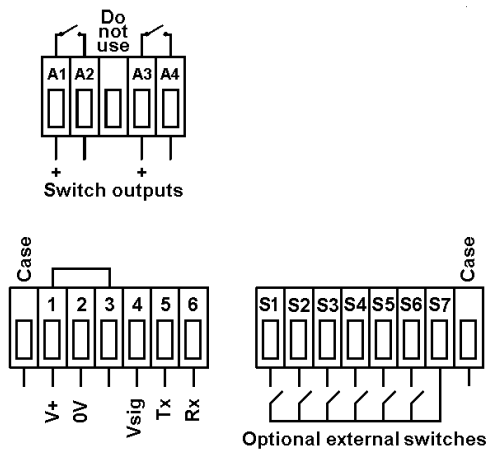 Do
not
use
A1 A2 A3 A4
+ +
Switch outputs
Case
1 2 3 4 5 6
V+ 0V Vsig Tx Rx
Case
S1 S2 S3 S4 S5 S6 S7
Optional external switches